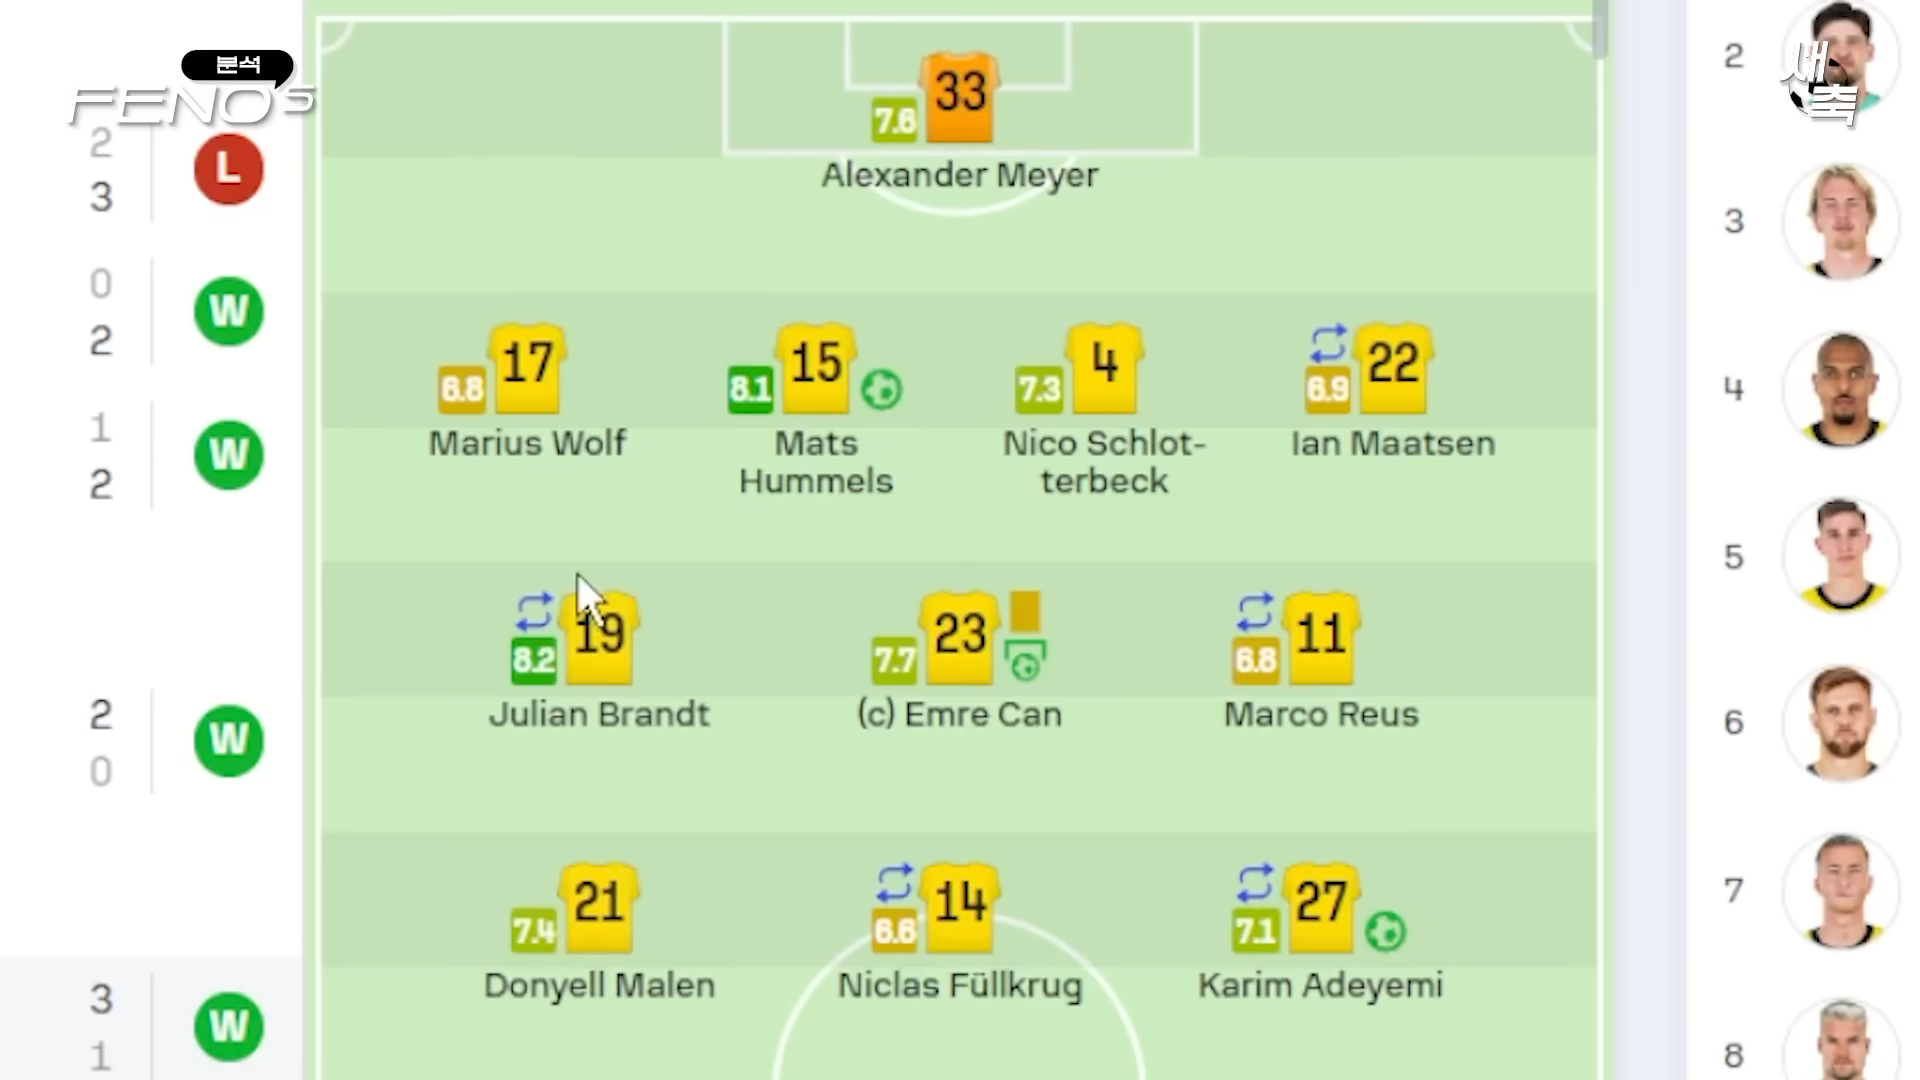 분석
FENO'S
세
축
2
3
L
0
2
W
1
2
W
2
0
W
3
1
W
33
7.6
Alexander Meyer
17
6.8
Marius Wolf
15
8.1
Mats
Hummels
4
7.3
Nico Schlot-
terbeck
22
6.9
Ian Maatsen
19
8.2
Julian Brandt
23
7.7
(c) Emre Can
11
6.8
Marco Reus
21
7.4
Donyell Malen
14
6.6
Niclas Füllkrug
27
7.1
Karim Adeyemi
2
3
4
5
6
7
8